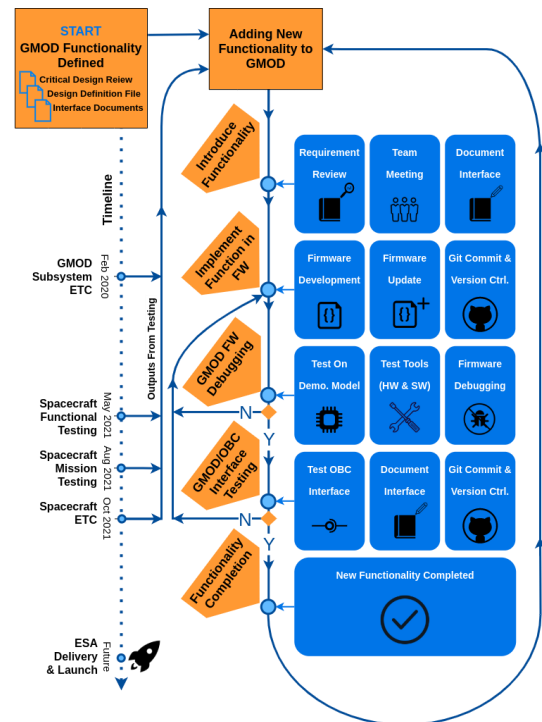 START
GMOD Functionality
Defined
Critical Design Reiew
Design Definition File
Interface Documents
Adding New
Functionality to
GMOD
Timeline
GMOD
Subsystem
ETC
Feb 2020
Spacecraft
Functional
Testing
May 2021
Spacecraft
Mission
Testing
Aug 2021
Spacecraft
ETC
Oct 2021
ESA
Delivery
& Launch
Future
Outputs From Testing
Introduce
Functionality
Requirement
Review
Team
Meeting
Document
Interface
Implement
Function in
FW
Firmware
Development
{}
Firmware
Update
{}
Git Commit &
Version Ctrl.
GMOD FW
Debugging
Test On
Demo. Model
Test Tools
(HW & SW)
Firmware
Debugging
N
Y
GMOD/OBC
Interface
Testing
Test OBC
Interface
Document
Interface
Git Commit &
Version Ctrl.
N
Y
Functionality
Completion
New Functionality Completed